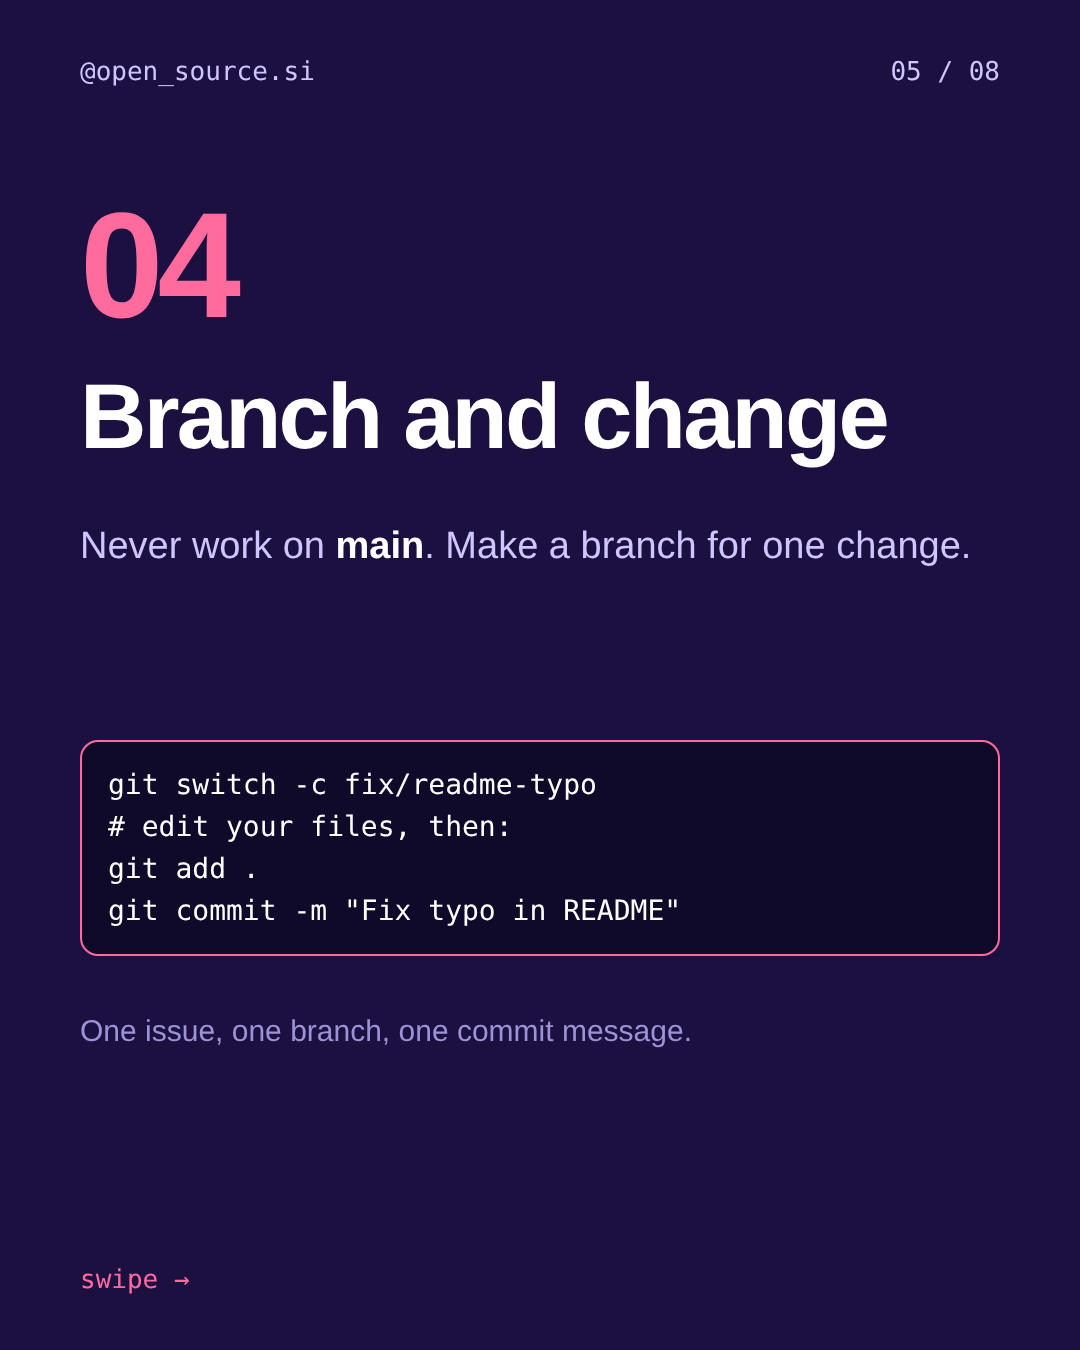 @open_source.si
05 / 08
04
Branch and change
Never work on main. Make a branch for one change.
git switch -c fix/readme-typo
# edit your files, then:
git add .
git commit -m "Fix typo in README"
One issue, one branch, one commit message.
swipe →